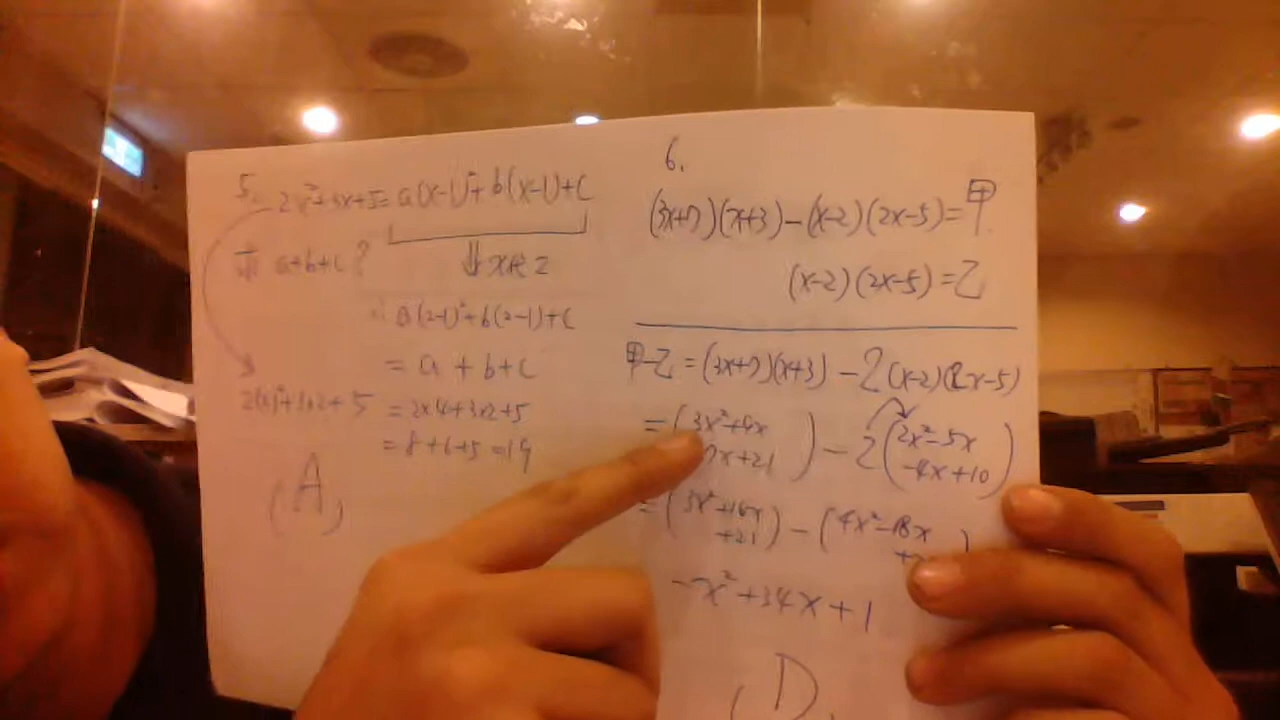 5. 2x²+3x+5=a(x-1)²+b(x-1)+c
求 a+b+c?
⇓ x代2
a(2-1)²+b(2-1)+c
= a + b + c
2(2)²+3×2+5 = 2×4+3×2+5
= 8+6+5=19
(A)
6.
(3x+7)(x+3)-(x-2)(2x-5)=甲
(x-2)(2x-5)=乙
甲-乙=(3x+7)(x+3)-2(x-2)(2x-5)
=(3x²+9x
7x+21)-2(2x²-5x
-4x+10)
=(3x²+16x
+21)-(4x²-18x
-x²+34x+1
(D)